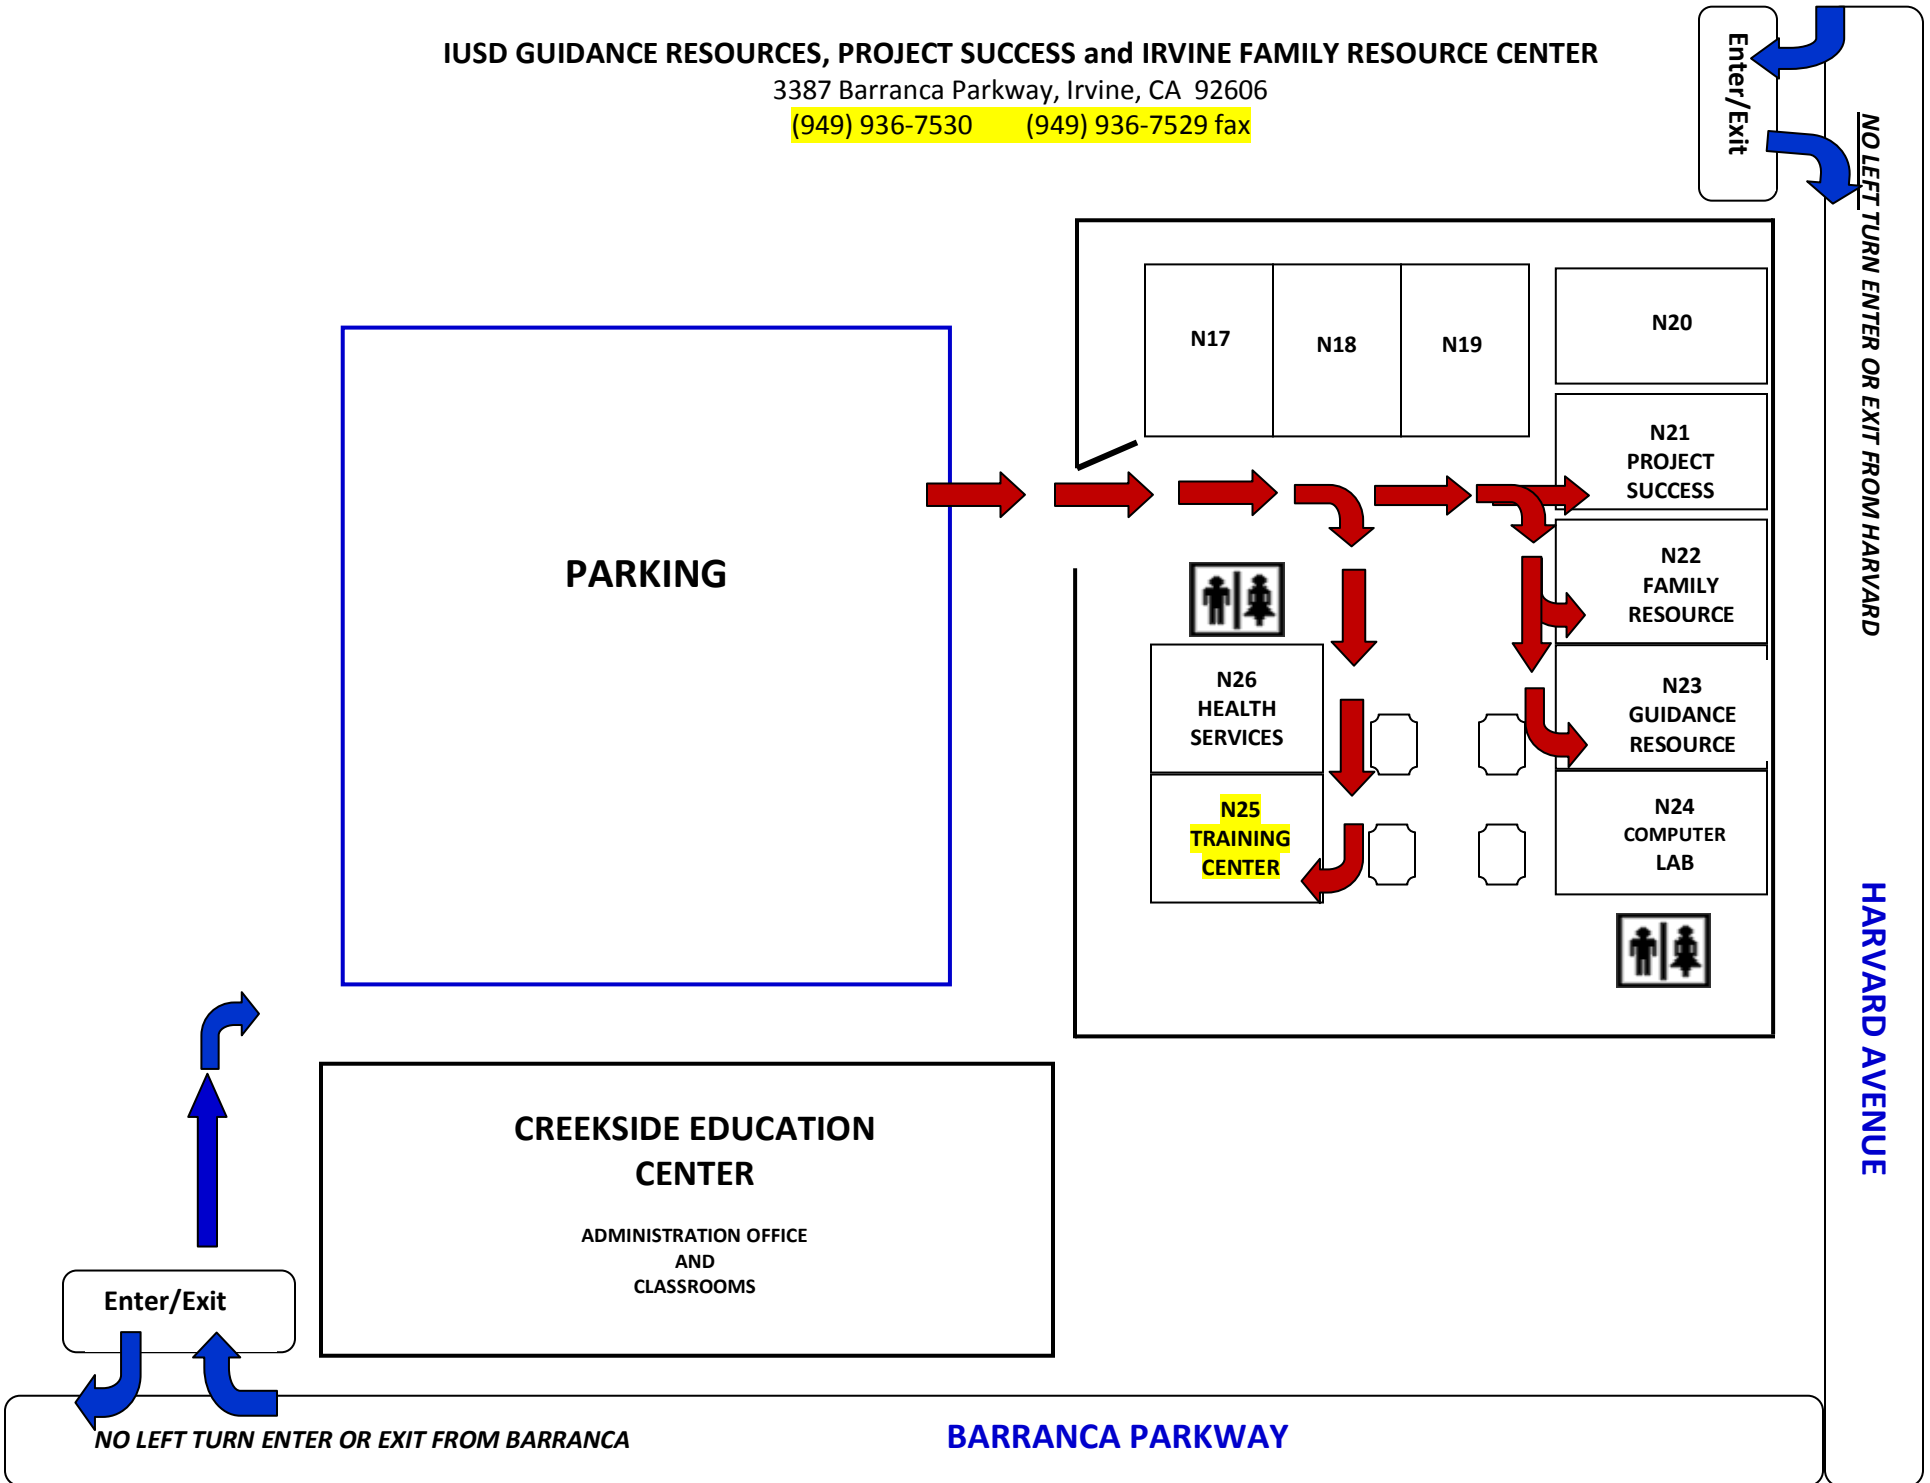 IUSD GUIDANCE RESOURCES, PROJECT SUCCESS and IRVINE FAMILY RESOURCE CENTER
3387 Barranca Parkway, Irvine, CA  92606
(949) 936-7530 (949) 936-7529 fax
Enter/Exit
NO LEFT TURN ENTER OR EXIT FROM HARVARD
N17
N18
N19
N20
N21
PROJECT
SUCCESS
PARKING
N22
FAMILY
RESOURCE
N26
HEALTH
SERVICES
N23
GUIDANCE
RESOURCE
N25
TRAINING
CENTER
N24
COMPUTER
LAB
HARVARD AVENUE
CREEKSIDE EDUCATION
CENTER
ADMINISTRATION OFFICE
AND
CLASSROOMS
Enter/Exit
NO LEFT TURN ENTER OR EXIT FROM BARRANCA
BARRANCA PARKWAY